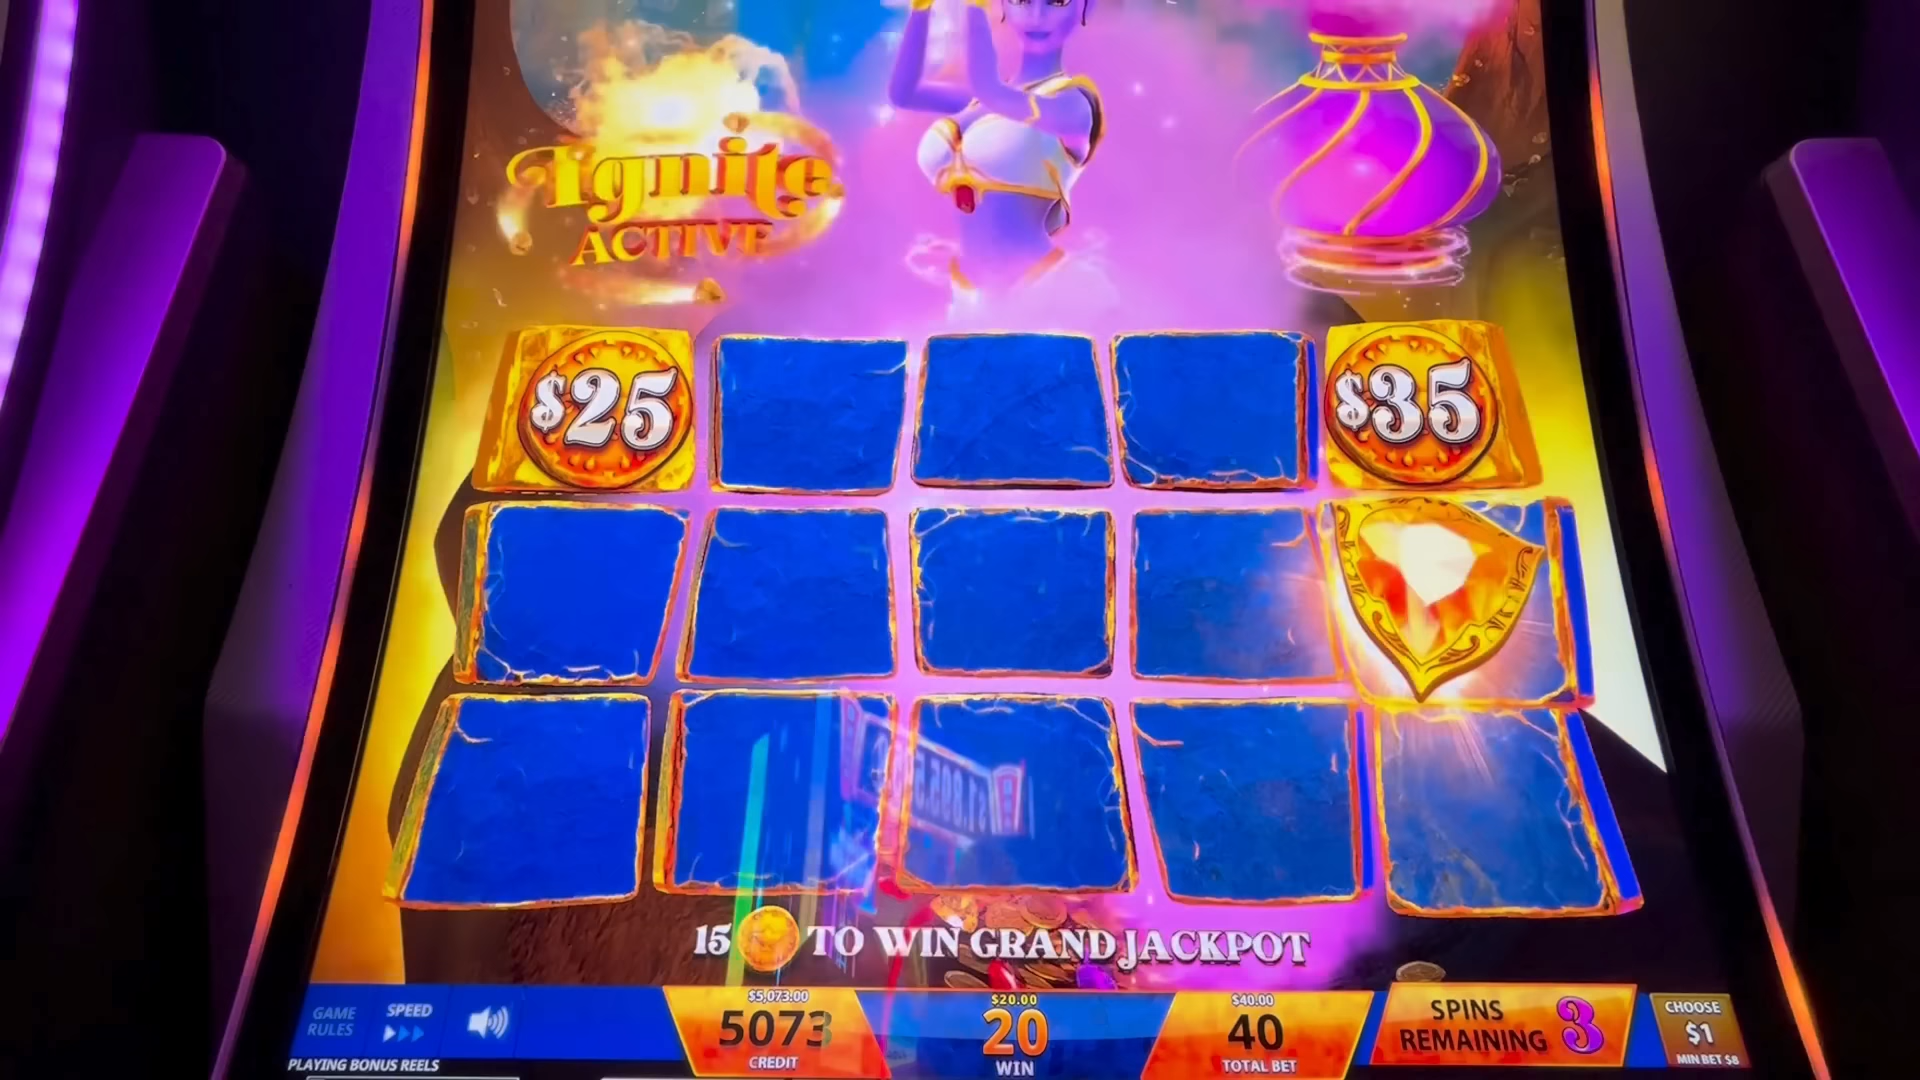 Ignite
ACTIVE
$25
$35
15 TO WIN GRAND JACKPOT
GAME
RULES
SPEED
$5,073.00
5073
CREDIT
$20.00
20
WIN
$40.00
40
TOTAL BET
SPINS
REMAINING 3
CHOOSE
$1
MIN BET $8
PLAYING BONUS REELS